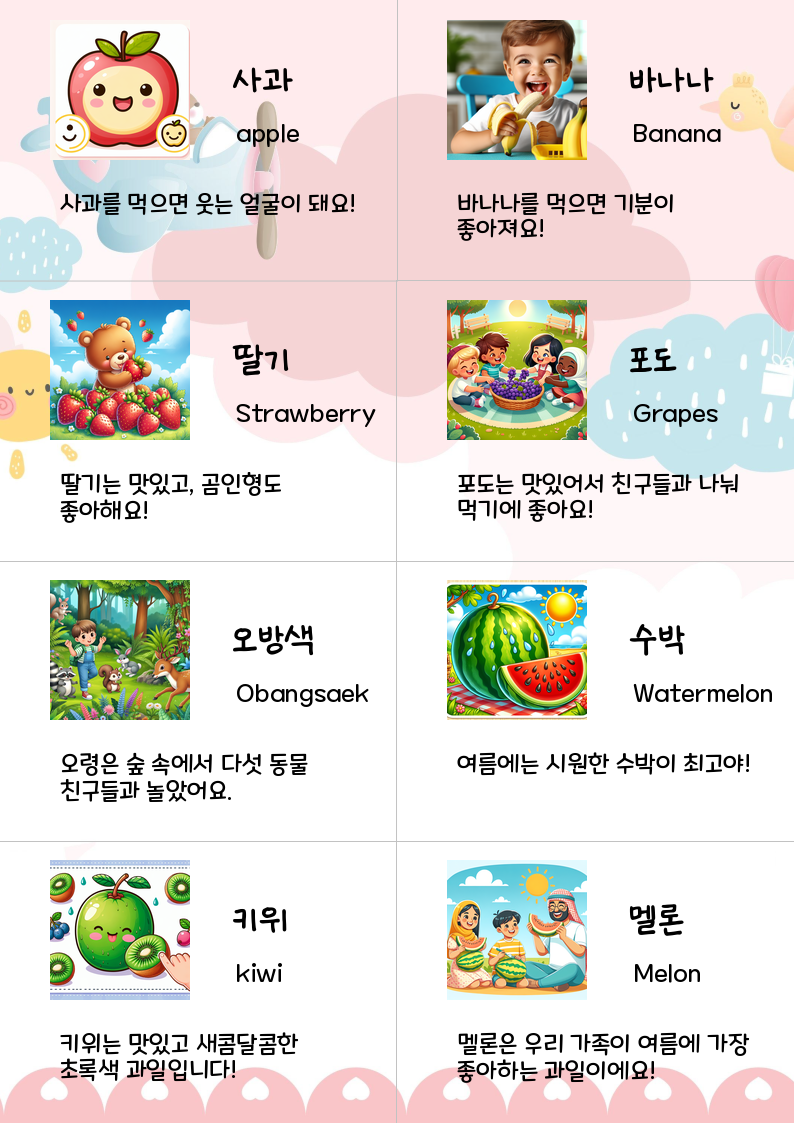 사과
apple
사과를 먹으면 웃는 얼굴이 돼요!
바나나
Banana
바나나를 먹으면 기분이
좋아져요!
딸기
Strawberry
딸기는 맛있고, 곰인형도
좋아해요!
포도
Grapes
포도는 맛있어서 친구들과 나눠
먹기에 좋아요!
오방색
Obangsaek
오령은 숲 속에서 다섯 동물
친구들과 놀았어요.
수박
Watermelon
여름에는 시원한 수박이 최고야!
키위
kiwi
키위는 맛있고 새콤달콤한
초록색 과일입니다!
멜론
Melon
멜론은 우리 가족이 여름에 가장
좋아하는 과일이에요!